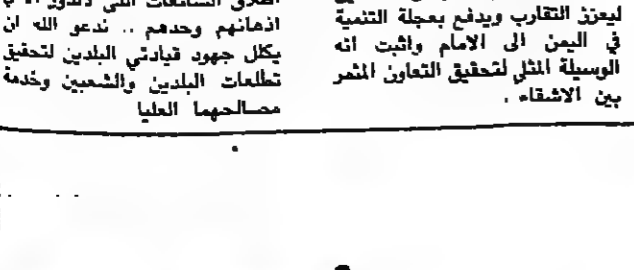 ليعزز التقارب ويدفع بعجلة التنمية
في اليمن الى الامام واثبت انه
الوسيلة المثلى لتحقيق التعاون المثمر
بين الاشقاء .
اذهانهم وحدهم .. ندعو الله ان
يكلل جهود قيادتي البلدين لتحقيق
تطلعات البلدين والشعبين وخدمة
مصالحهما العليا